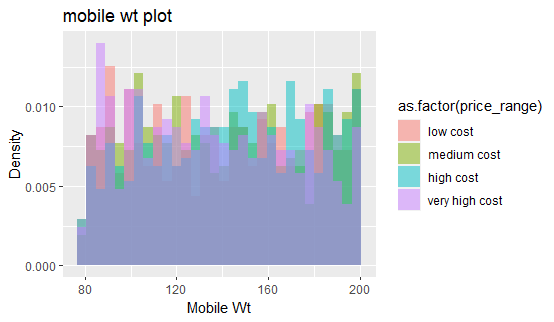 mobile wt plot
Density
0.010
0.005
0.000
80
120
160
200
Mobile Wt
as.factor(price_range)
low cost
medium cost
high cost
very high cost